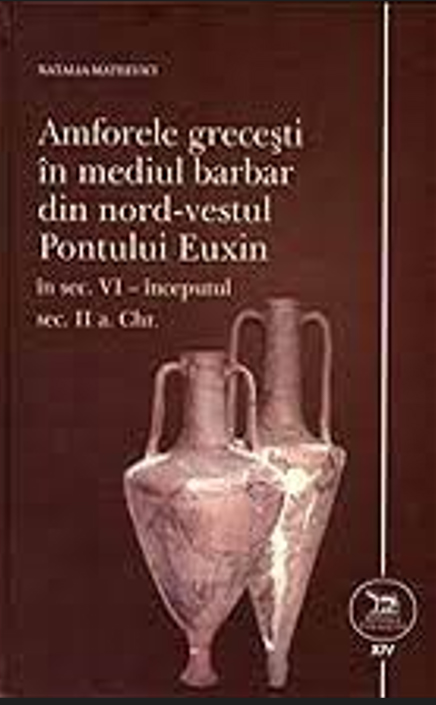 NATALIA MATEEVICI
Amforele greceşti
în mediul barbar
din nord-vestul
Pontului Euxin
în sec. VI – începutul
sec. II a. Chr.
XIV